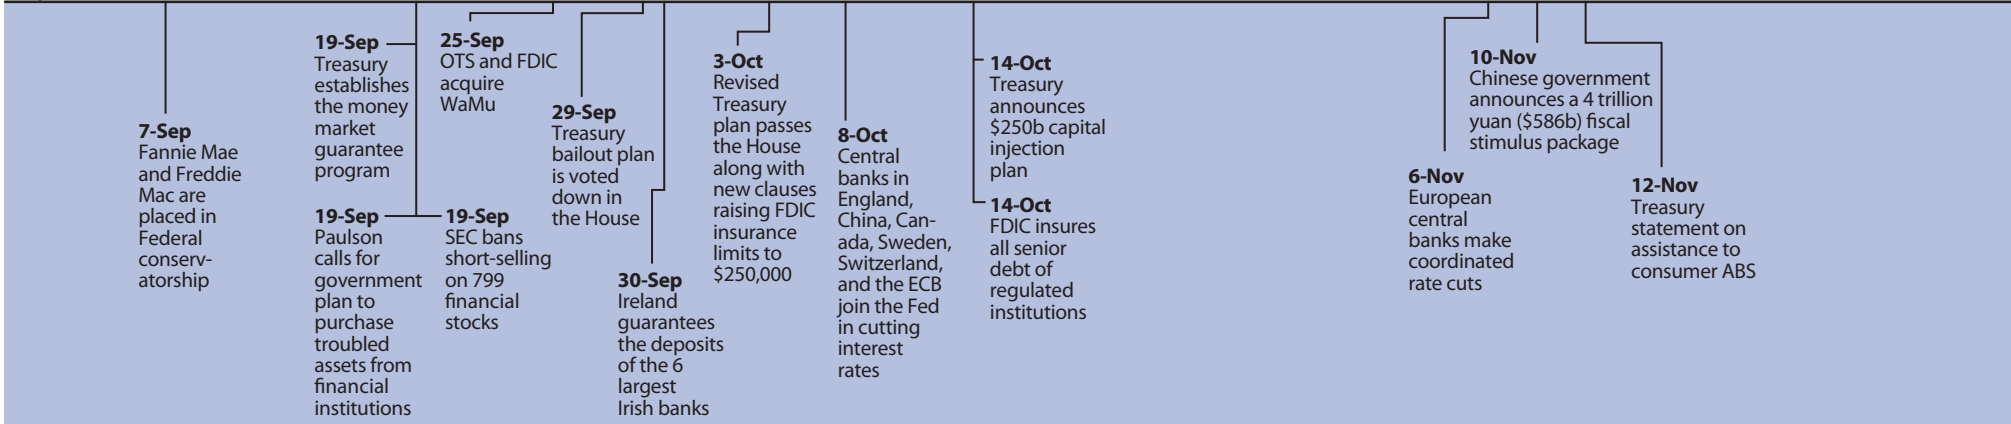 7-Sep
Fannie Mae
and Freddie
Mac are
placed in
Federal
conserv-
atorship
19-Sep
Treasury
establishes
the money
market
guarantee
program
19-Sep
Paulson
calls for
government
plan to
purchase
troubled
assets from
financial
institutions
19-Sep
SEC bans
short-selling
on 799
financial
stocks
25-Sep
OTS and FDIC
acquire
WaMu
29-Sep
Treasury
bailout plan
is voted
down in
the House
30-Sep
Ireland
guarantees
the deposits
of the 6
largest
Irish banks
3-Oct
Revised
Treasury
plan passes
the House
along with
new clauses
raising FDIC
insurance
limits to
$250,000
8-Oct
Central
banks in
England,
China, Can-
ada, Sweden,
Switzerland,
and the ECB
join the Fed
in cutting
interest
rates
14-Oct
Treasury
announces
$250b capital
injection
plan
14-Oct
FDIC insures
all senior
debt of
regulated
institutions
6-Nov
European
central
banks make
coordinated
rate cuts
10-Nov
Chinese government
announces a 4 trillion
yuan ($586b) fiscal
stimulus package
12-Nov
Treasury
statement on
assistance to
consumer ABS